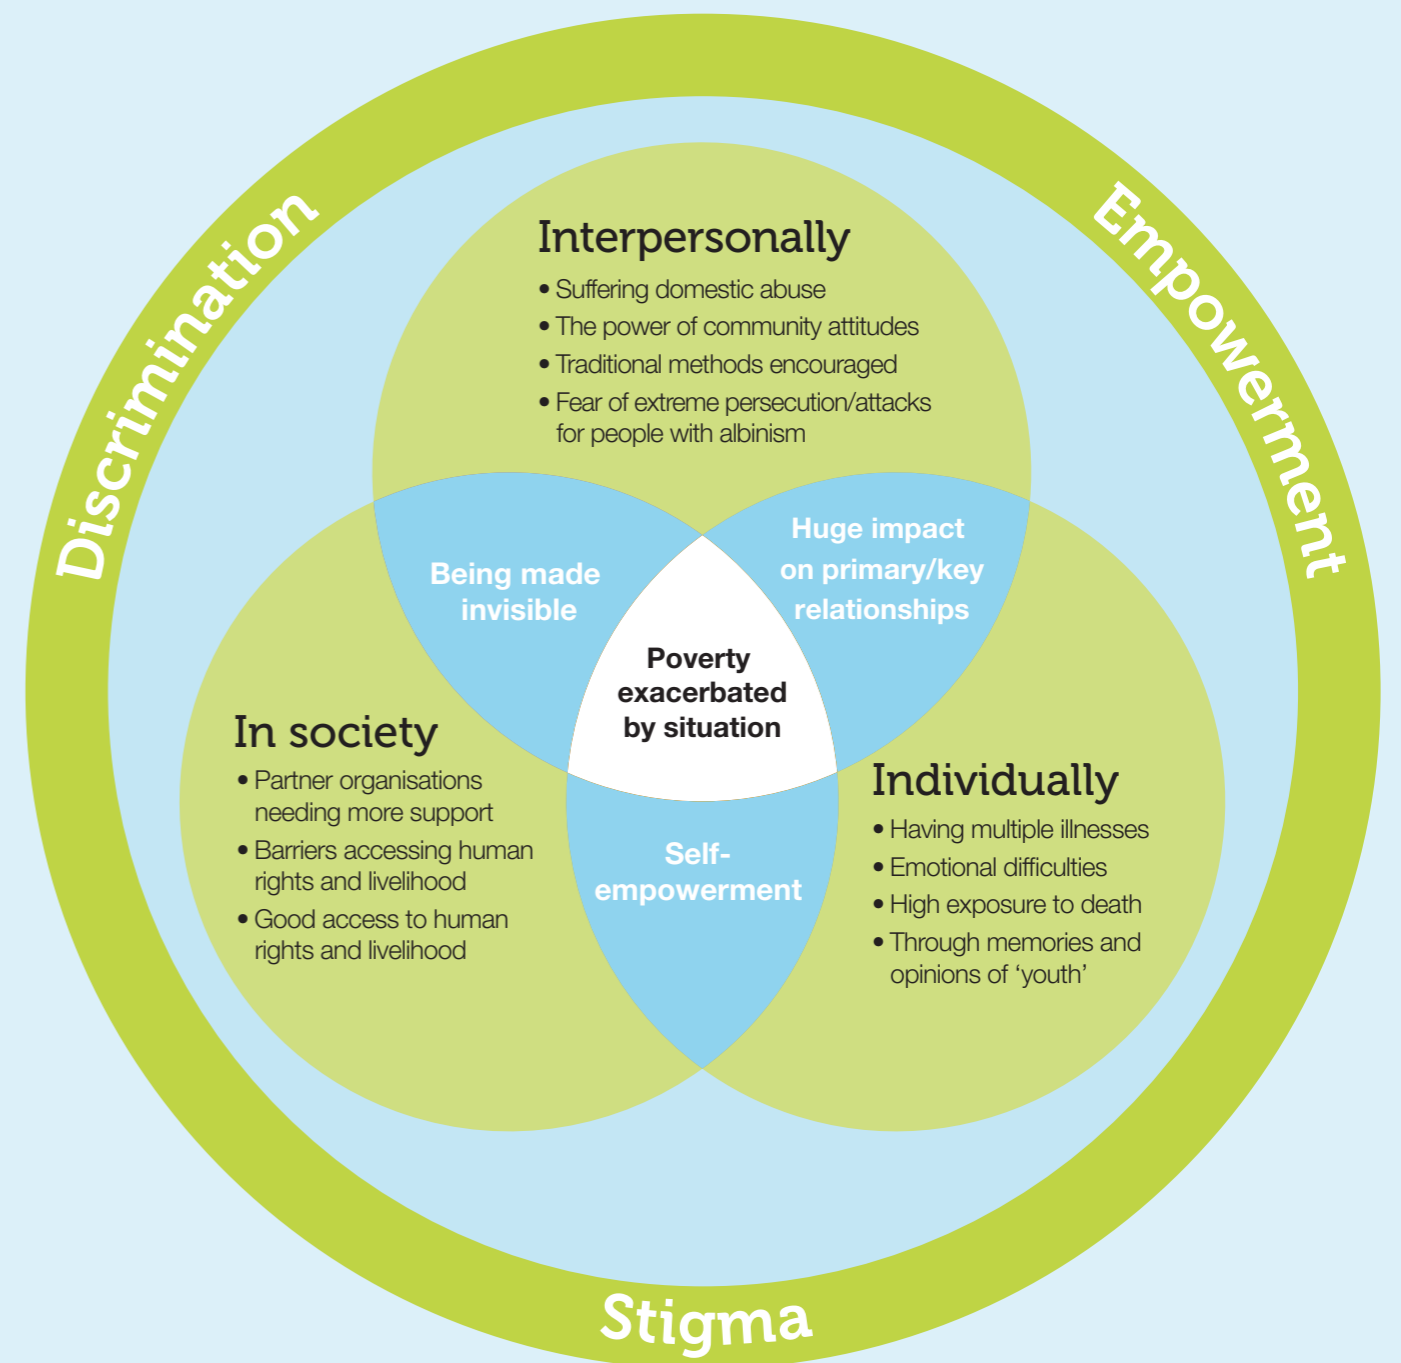 Discrimination
Empowerment
Interpersonally
• Suffering domestic abuse
• The power of community attitudes
• Traditional methods encouraged
• Fear of extreme persecution/attacks
for people with albinism
Being made
invisible
Huge impact
on primary/key
relationships
Poverty
exacerbated
by situation
In society
• Partner organisations
needing more support
• Barriers accessing human
rights and livelihood
• Good access to human
rights and livelihood
Individually
• Having multiple illnesses
• Emotional difficulties
• High exposure to death
• Through memories and
opinions of ‘youth’
Self-
empowerment
Stigma